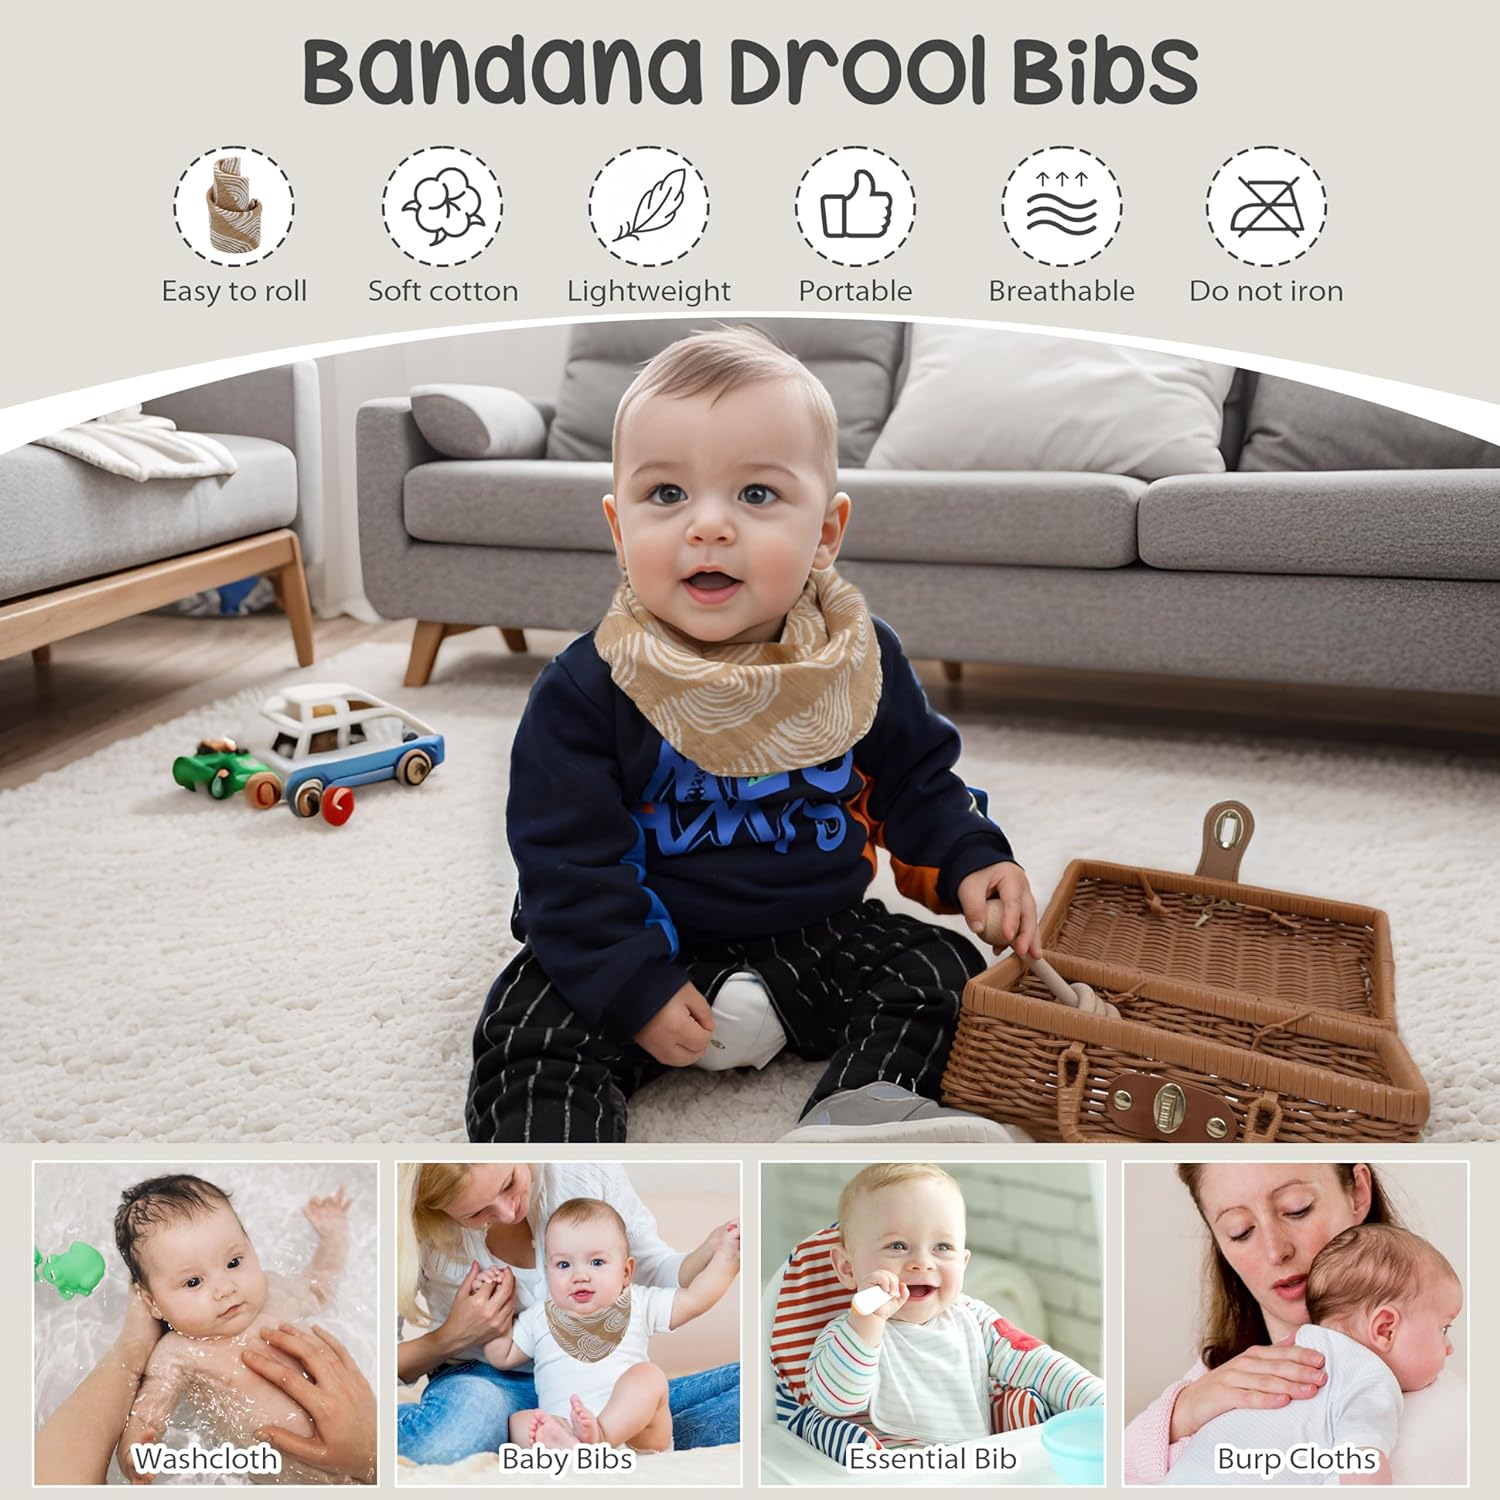 Bandana Drool Bibs
Easy to roll
Soft cotton
Lightweight
Portable
Breathable
Do not iron
Washcloth
Baby Bibs
Essential Bib
Burp Cloths